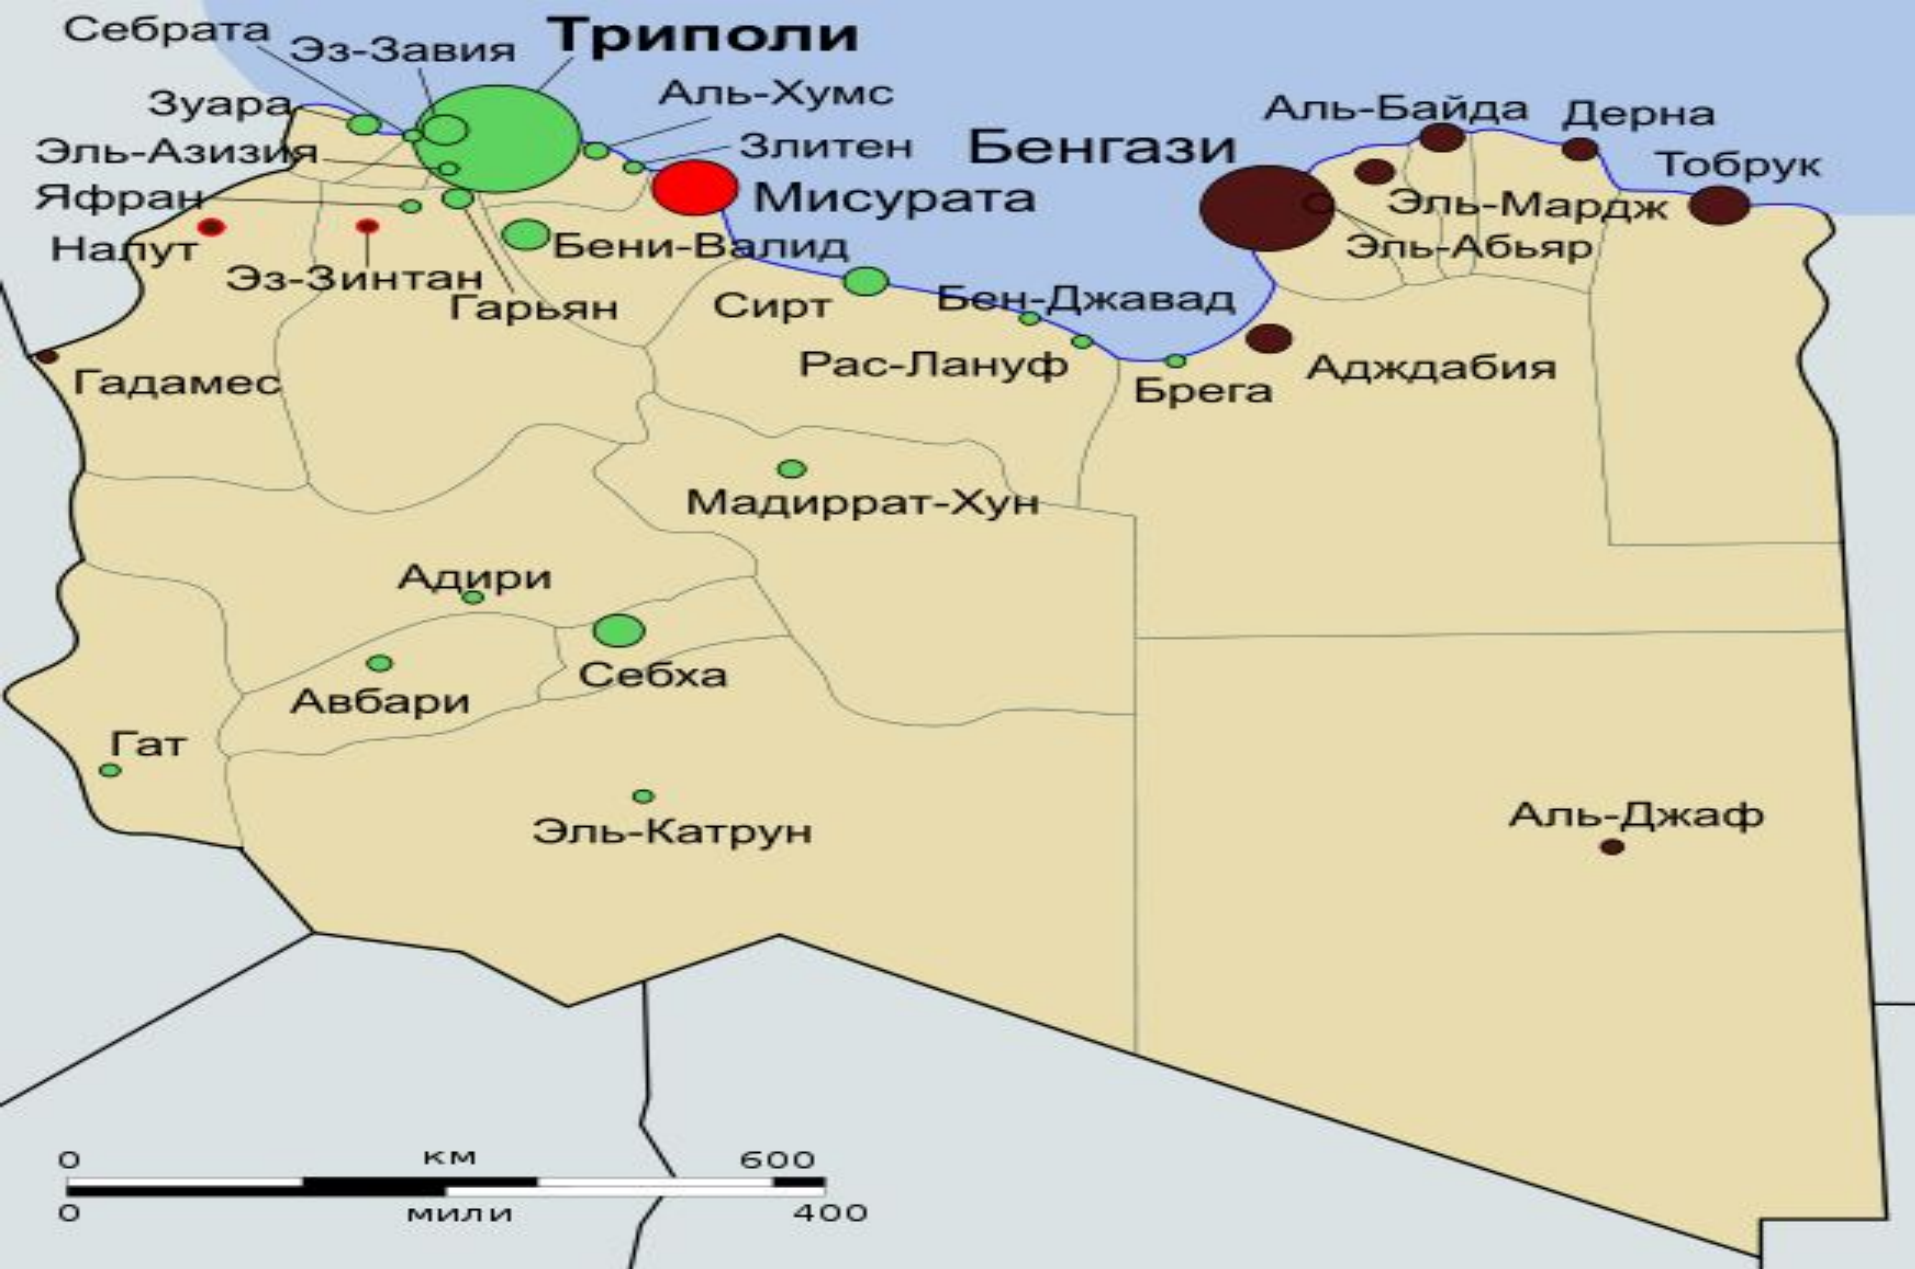 Себрата
Эз-Завия
Триполи
Зуара
Аль-Хумс
Аль-Байда
Дерна
Эль-Азизия
Злитен
Бенгази
Тобрук
Яфран
Мисурата
Эль-Мардж
Налут
Бени-Валид
Эль-Абьяр
Эз-Зинтан
Гарьян
Сирт
Бен-Джавад
Гадамес
Рас-Лануф
Брега
Адждабия
Мадиррат-Хун
Адири
Себха
Авбари
Гат
Эль-Катрун
Аль-Джаф
0 км 600
0 мили 400